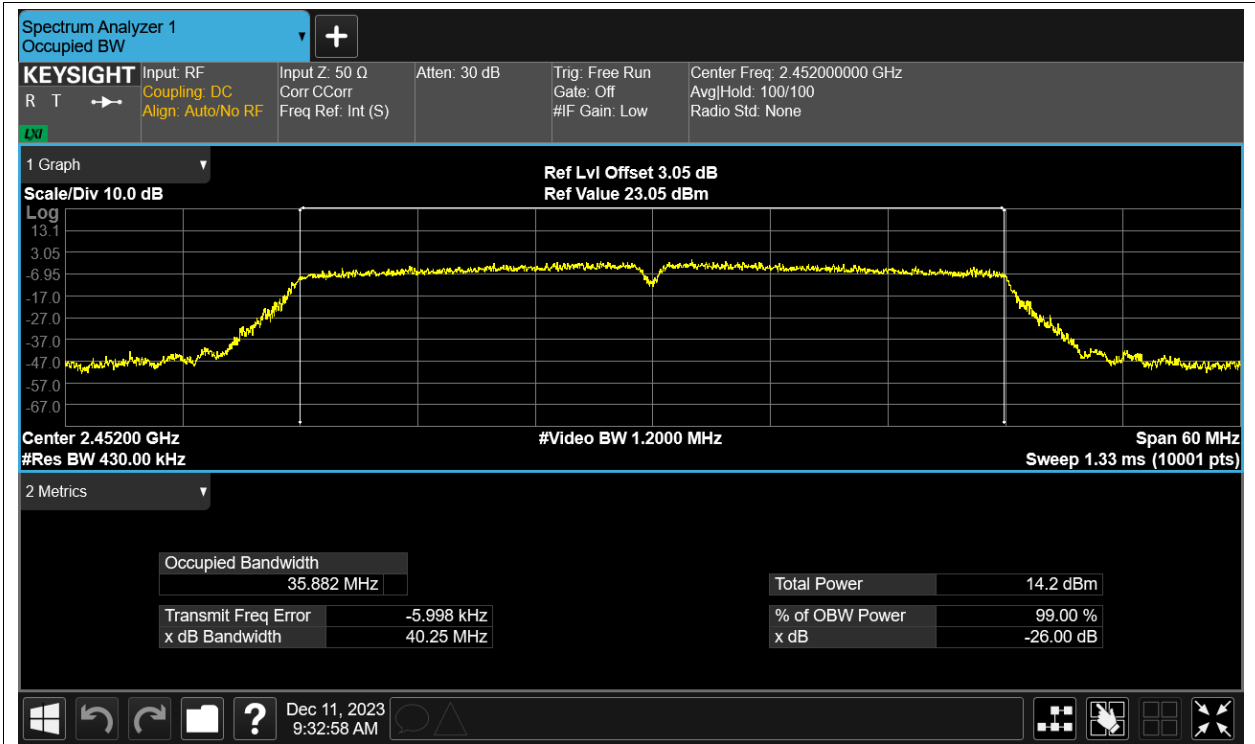 Spectrum Analyzer 1
Occupied BW
KEYSIGHT
R T
LXI
Input: RF
Coupling: DC
Align: Auto/No RF
Input Z: 50 Ω
Corr CCorr
Freq Ref: Int (S)
Atten: 30 dB
Trig: Free Run
Gate: Off
#IF Gain: Low
Center Freq: 2.452000000 GHz
Avg|Hold: 100/100
Radio Std: None
1 Graph
Scale/Div 10.0 dB
Ref Lvl Offset 3.05 dB
Ref Value 23.05 dBm
Log
13.1
3.05
-6.95
-17.0
-27.0
-37.0
-47.0
-57.0
-67.0
Center 2.45200 GHz
#Video BW 1.2000 MHz
Span 60 MHz
#Res BW 430.00 kHz
Sweep 1.33 ms (10001 pts)
2 Metrics
Occupied Bandwidth
35.882 MHz
Total Power 14.2 dBm
Transmit Freq Error -5.998 kHz
% of OBW Power 99.00 %
x dB Bandwidth 40.25 MHz
x dB -26.00 dB
?
Dec 11, 2023
9:32:58 AM